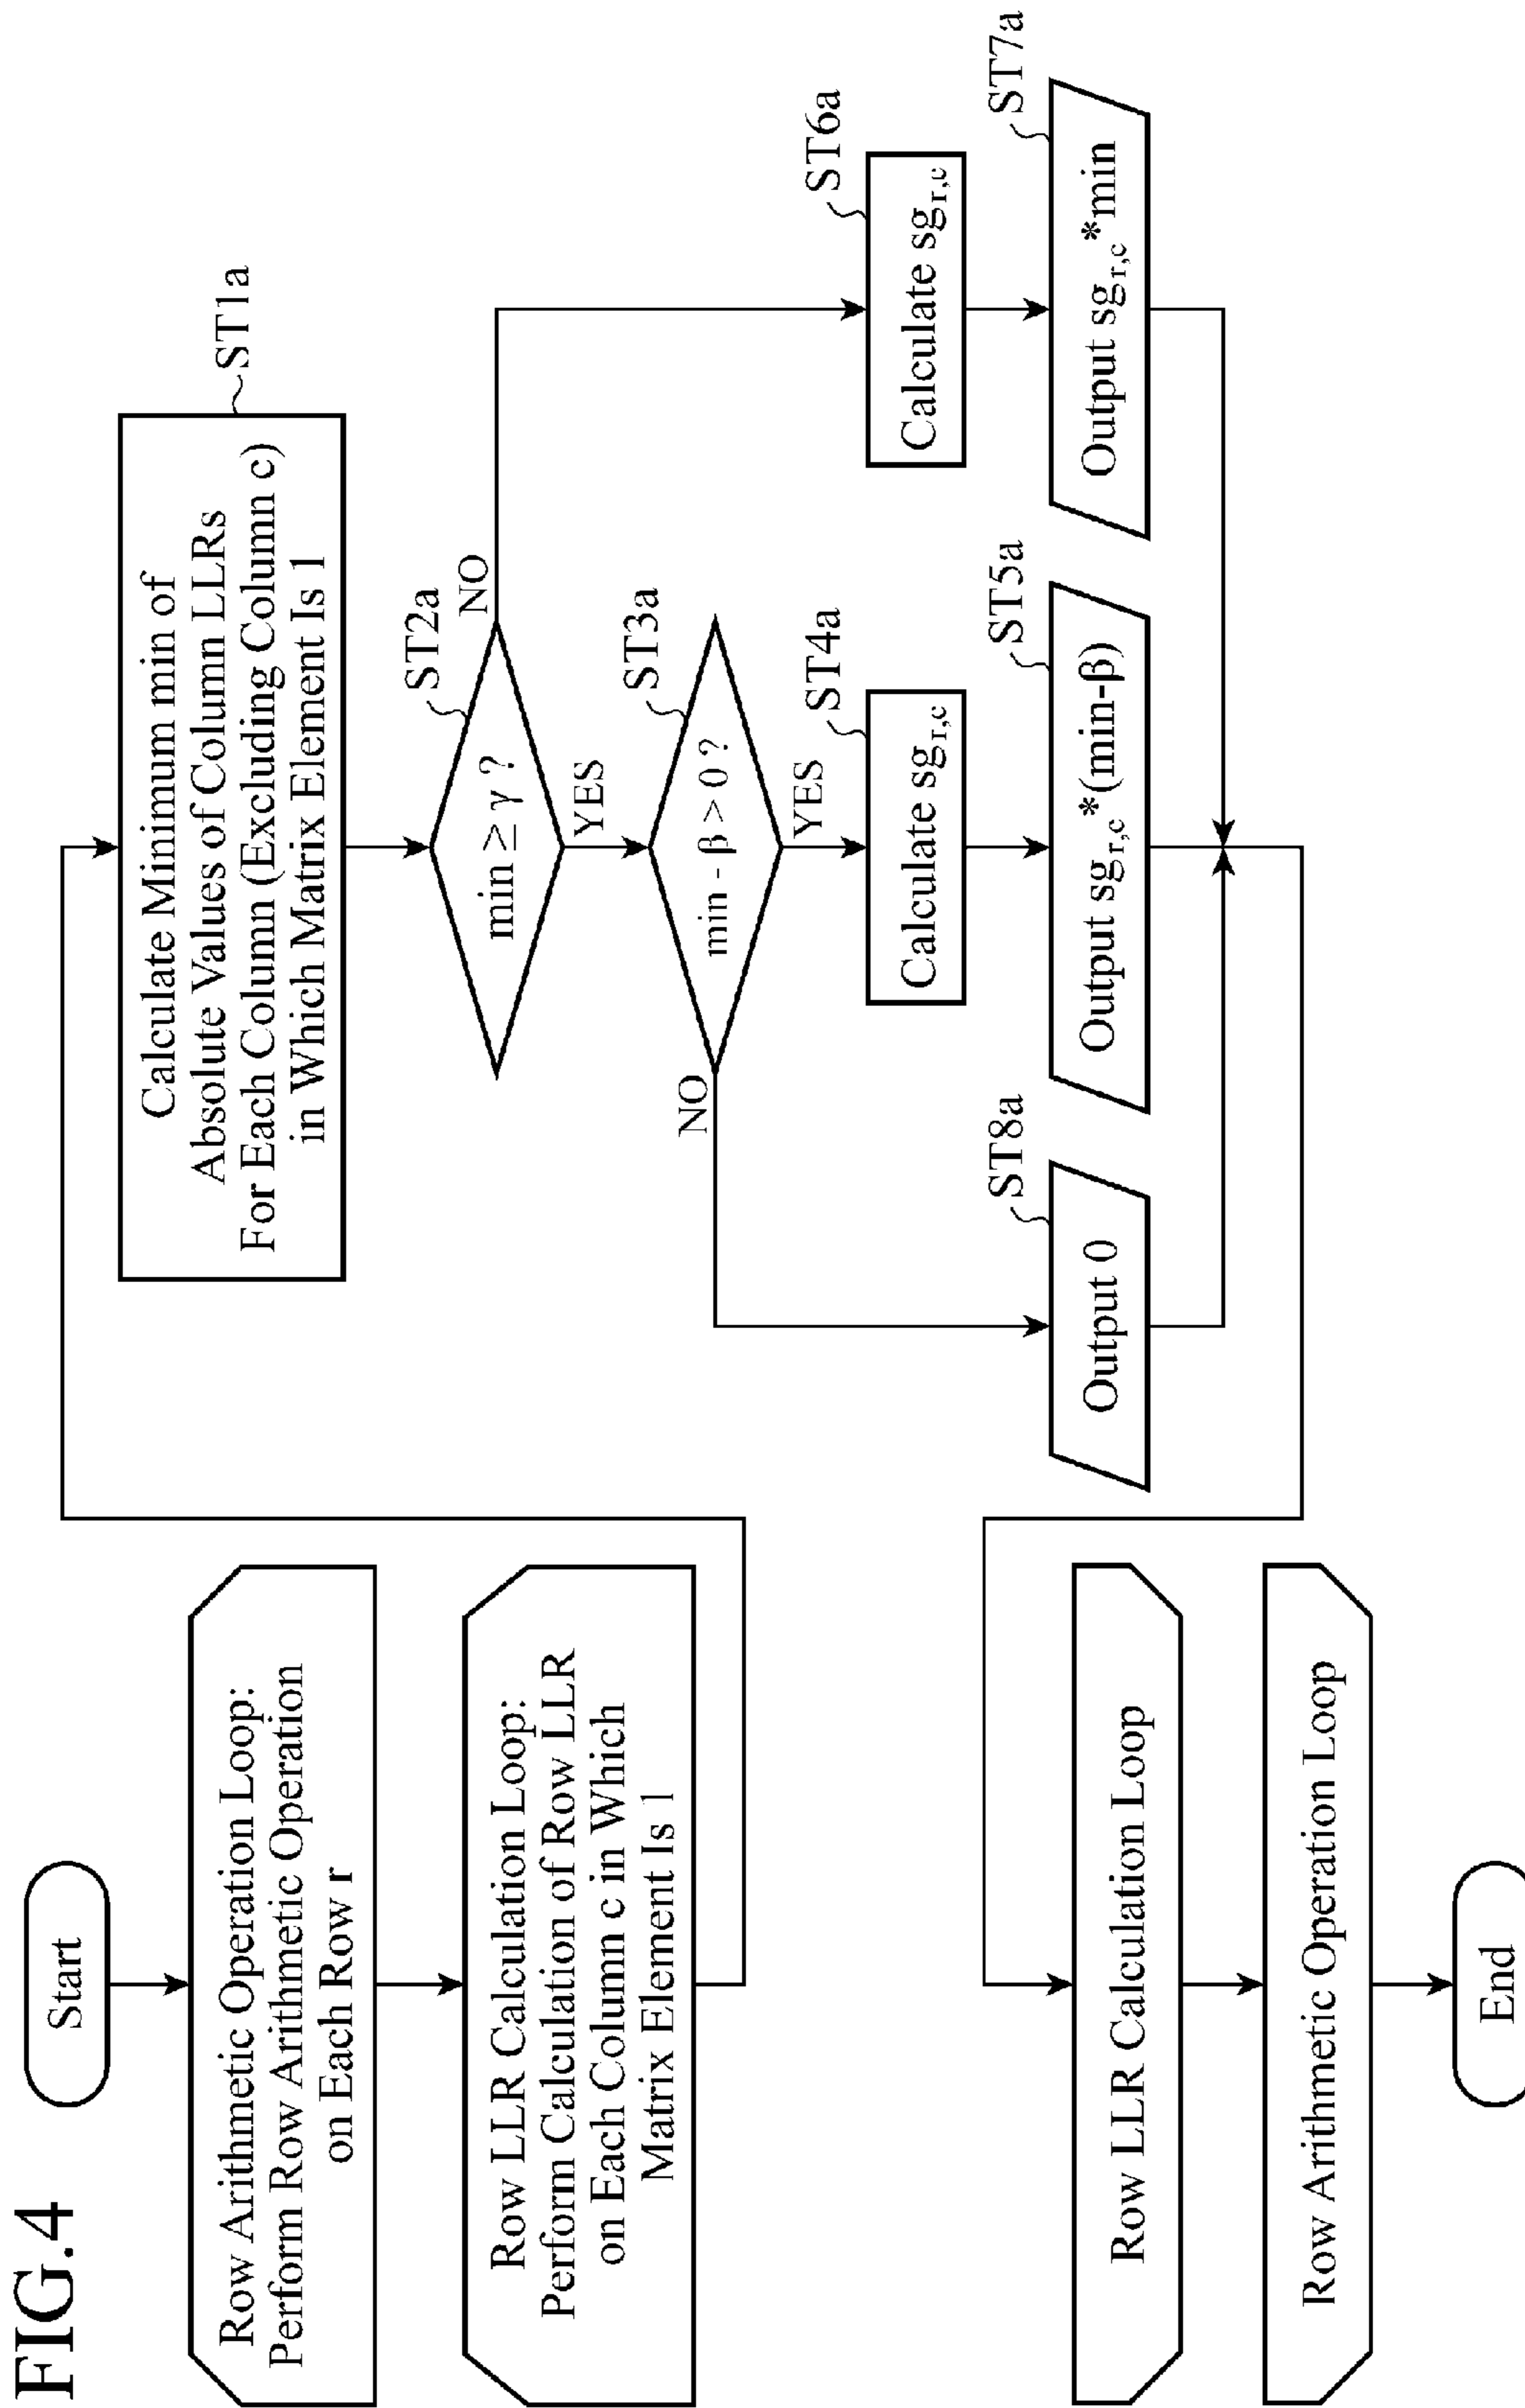 FIG.4
Start
Row Arithmetic Operation Loop:
Perform Row Arithmetic Operation
on Each Row r
Row LLR Calculation Loop:
Perform Calculation of Row LLR
on Each Column c in Which
Matrix Element Is 1
Calculate Minimum min of
Absolute Values of Column LLRs
For Each Column (Excluding Column c)
in Which Matrix Element Is 1
ST1a
min ≥ γ ?
ST2a
NO
YES
min - β > 0 ?
ST3a
NO
YES
Calculate sg r,c
ST4a
Calculate sg r,c
ST6a
Output 0
ST8a
Output sg r,c*(min-β)
ST5a
Output sg r,c*min
ST7a
Row LLR Calculation Loop
Row Arithmetic Operation Loop
End